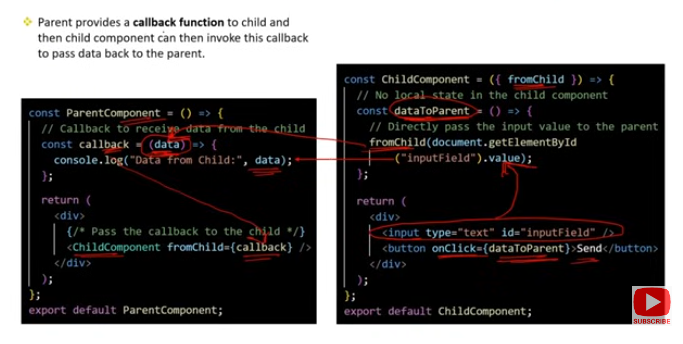 Parent provides a callback function to child and
then child component can then invoke this callback
to pass data back to the parent.
const ParentComponent = () => {
// Callback to receive data from the child
const callback = (data) => {
console.log("Data from Child:", data);
};
return (
<div>
{/* Pass the callback to the child */}
<ChildComponent fromChild={callback} />
</div>
);
};
export default ParentComponent;
const ChildComponent = ({ fromChild }) => {
// No local state in the child component
const dataToParent = () => {
// Directly pass the input value to the parent
fromChild(document.getElementById
("inputField").value);
};
return (
<div>
<input type="text" id="inputField" />
<button onClick={dataToParent}>Send</button>
</div>
);
};
export default ChildComponent;
SUBSCRIBE